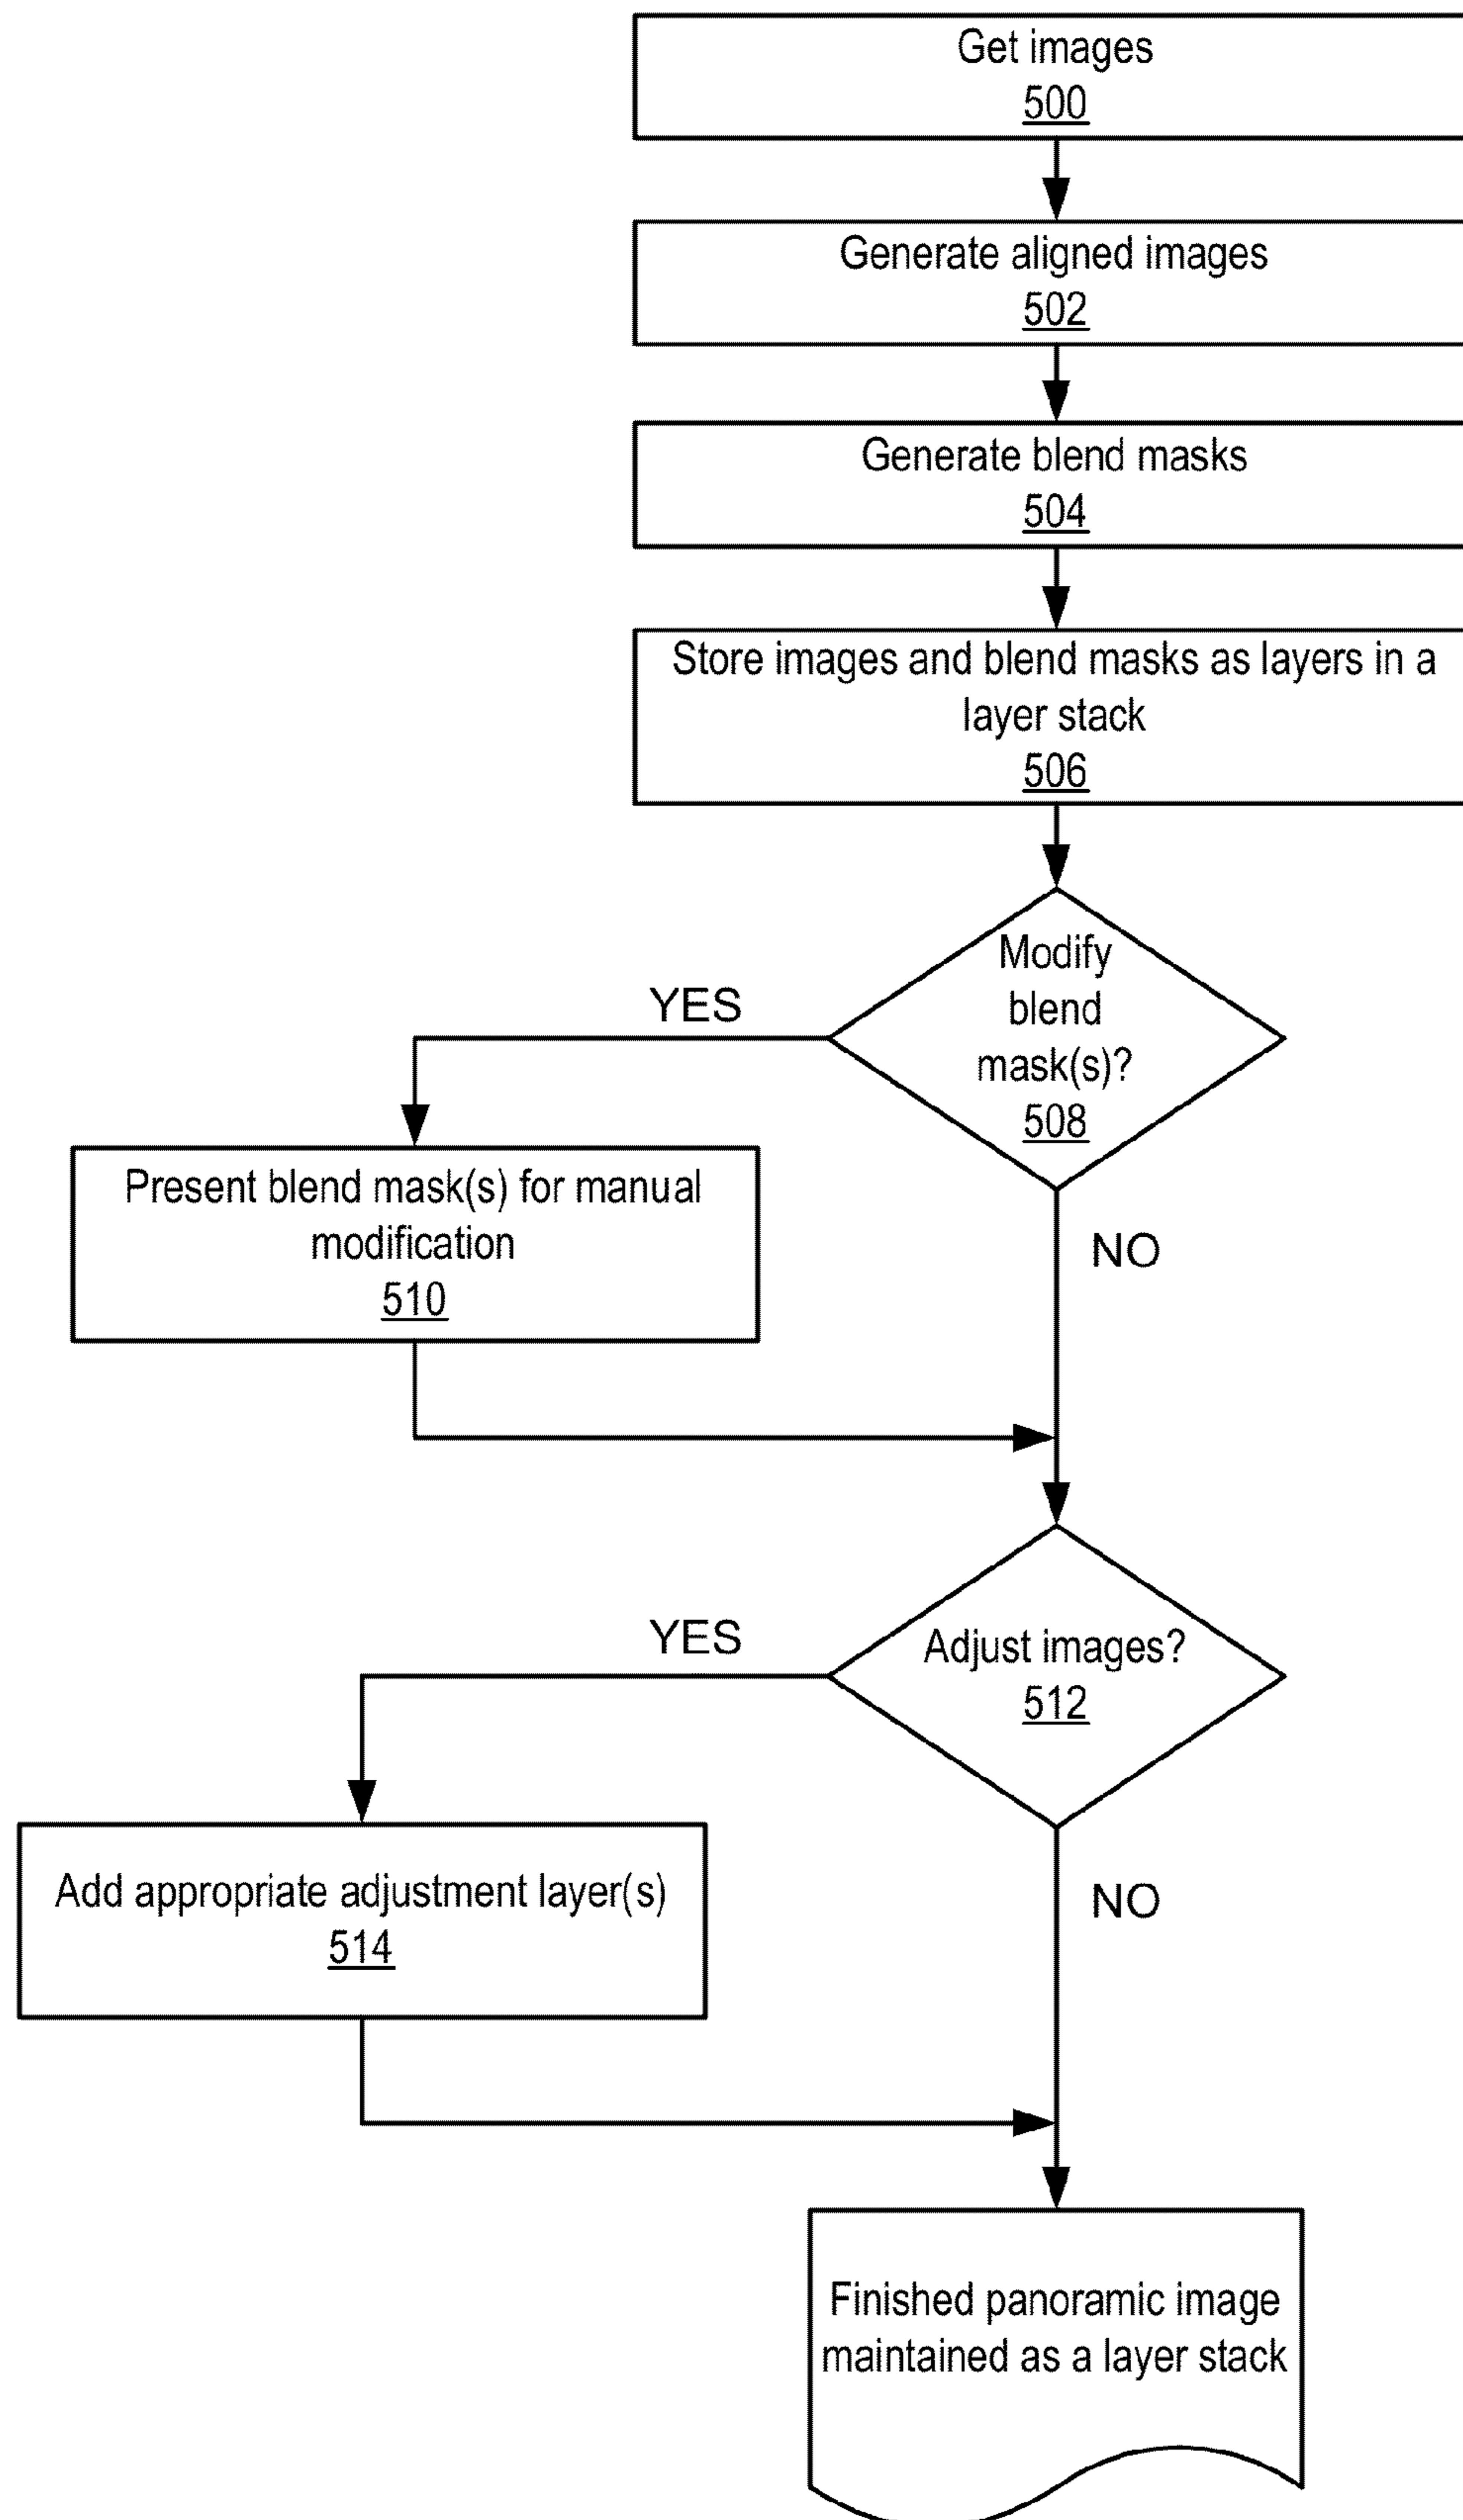 Get images
500
Generate aligned images
502
Generate blend masks
504
Store images and blend masks as layers in a
layer stack
506
Modify
blend
mask(s)?
508
YES
NO
Present blend mask(s) for manual
modification
510
Adjust images?
512
YES
NO
Add appropriate adjustment layer(s)
514
Finished panoramic image
maintained as a layer stack